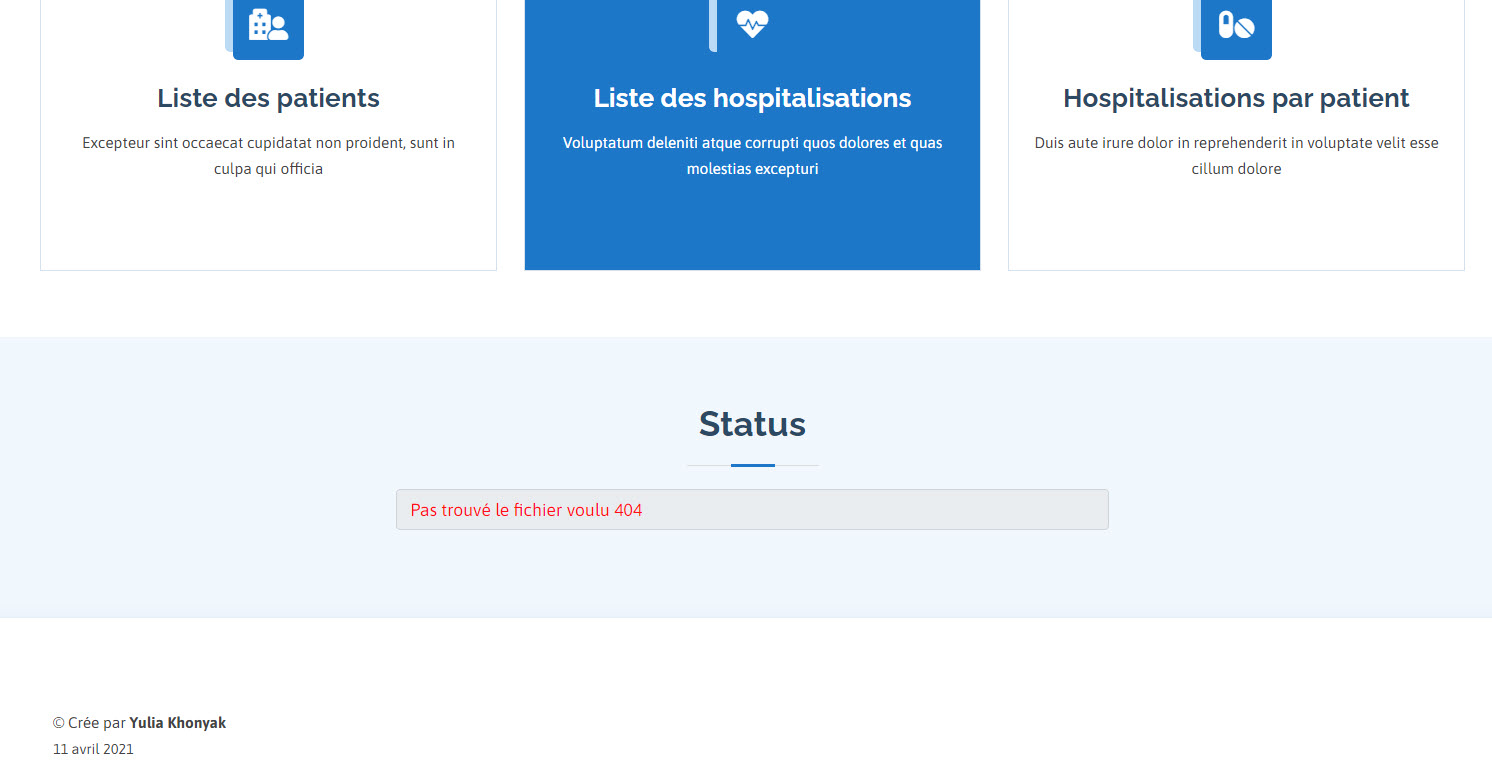 Liste des patients
Excepteur sint occaecat cupidatat non proident, sunt in
culpa qui officia
Liste des hospitalisations
Voluptatum deleniti atque corrupti quos dolores et quas
molestias excepturi
Hospitalisations par patient
Duis aute irure dolor in reprehenderit in voluptate velit esse
cillum dolore
Status
Pas trouvé le fichier voulu 404
© Crée par Yulia Khonyak
11 avril 2021